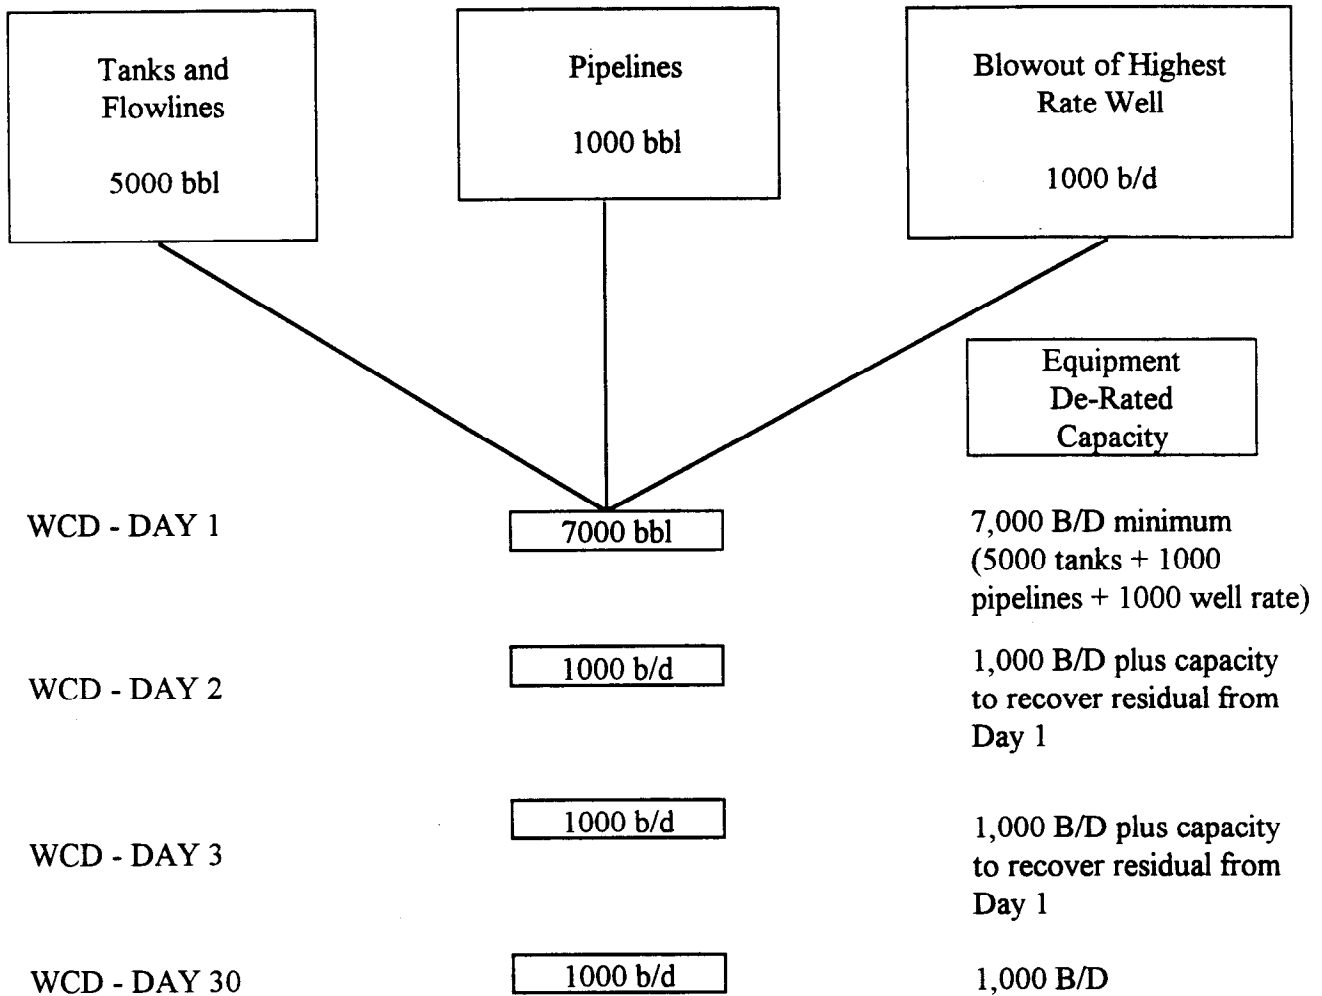 Tanks and
Flowlines
5000 bbl
Pipelines
1000 bbl
Blowout of Highest
Rate Well
1000 b/d
Equipment
De-Rated
Capacity
WCD - DAY 1
7000 bbl
7,000 B/D minimum
(5000 tanks + 1000
pipelines + 1000 well rate)
WCD - DAY 2
1000 b/d
1,000 B/D plus capacity
to recover residual from
Day 1
WCD - DAY 3
1000 b/d
1,000 B/D plus capacity
to recover residual from
Day 1
WCD - DAY 30
1000 b/d
1,000 B/D